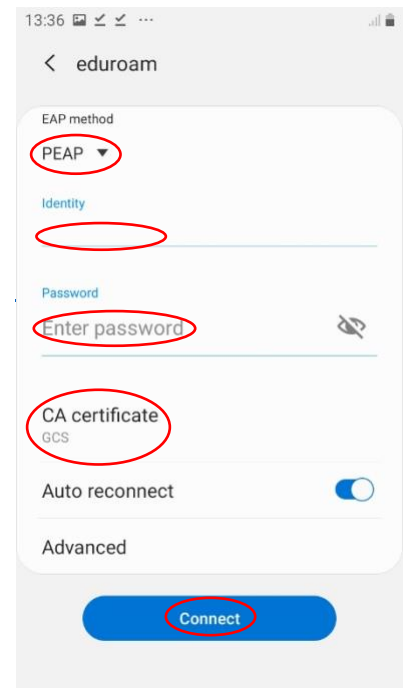 13:36
eduroam
EAP method
PEAP
Identity
Password
Enter password
CA certificate
GCS
Auto reconnect
Advanced
Connect